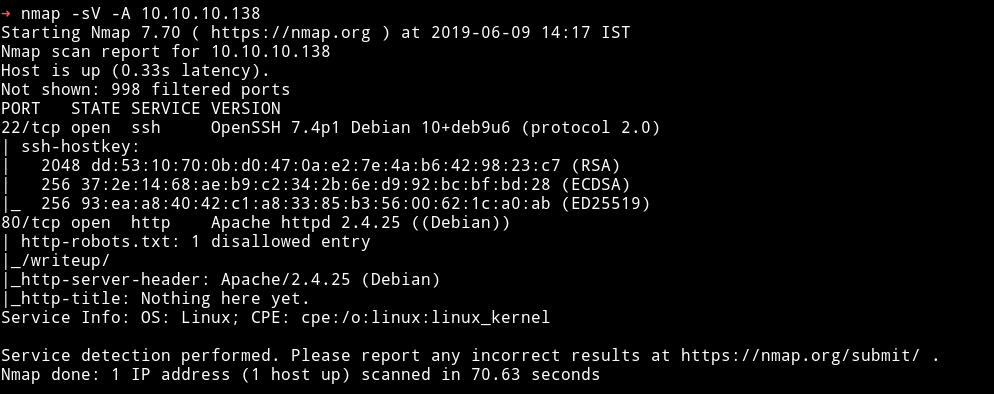 → nmap -sV -A 10.10.10.138
Starting Nmap 7.70 ( https://nmap.org ) at 2019-06-09 14:17 IST
Nmap scan report for 10.10.10.138
Host is up (0.33s latency).
Not shown: 998 filtered ports
PORT   STATE SERVICE VERSION
22/tcp open  ssh     OpenSSH 7.4p1 Debian 10+deb9u6 (protocol 2.0)
| ssh-hostkey:
|   2048 dd:53:10:70:0b:d0:47:0a:e2:7e:4a:b6:42:98:23:c7 (RSA)
|   256 37:2e:14:68:ae:b9:c2:34:2b:6e:d9:92:bc:bf:bd:28 (ECDSA)
|_  256 93:ea:a8:40:42:c1:a8:33:85:b3:56:00:62:1c:a0:ab (ED25519)
80/tcp open  http    Apache httpd 2.4.25 ((Debian))
| http-robots.txt: 1 disallowed entry
|_/writeup/
|_http-server-header: Apache/2.4.25 (Debian)
|_http-title: Nothing here yet.
Service Info: OS: Linux; CPE: cpe:/o:linux:linux_kernel

Service detection performed. Please report any incorrect results at https://nmap.org/submit/ .
Nmap done: 1 IP address (1 host up) scanned in 70.63 seconds